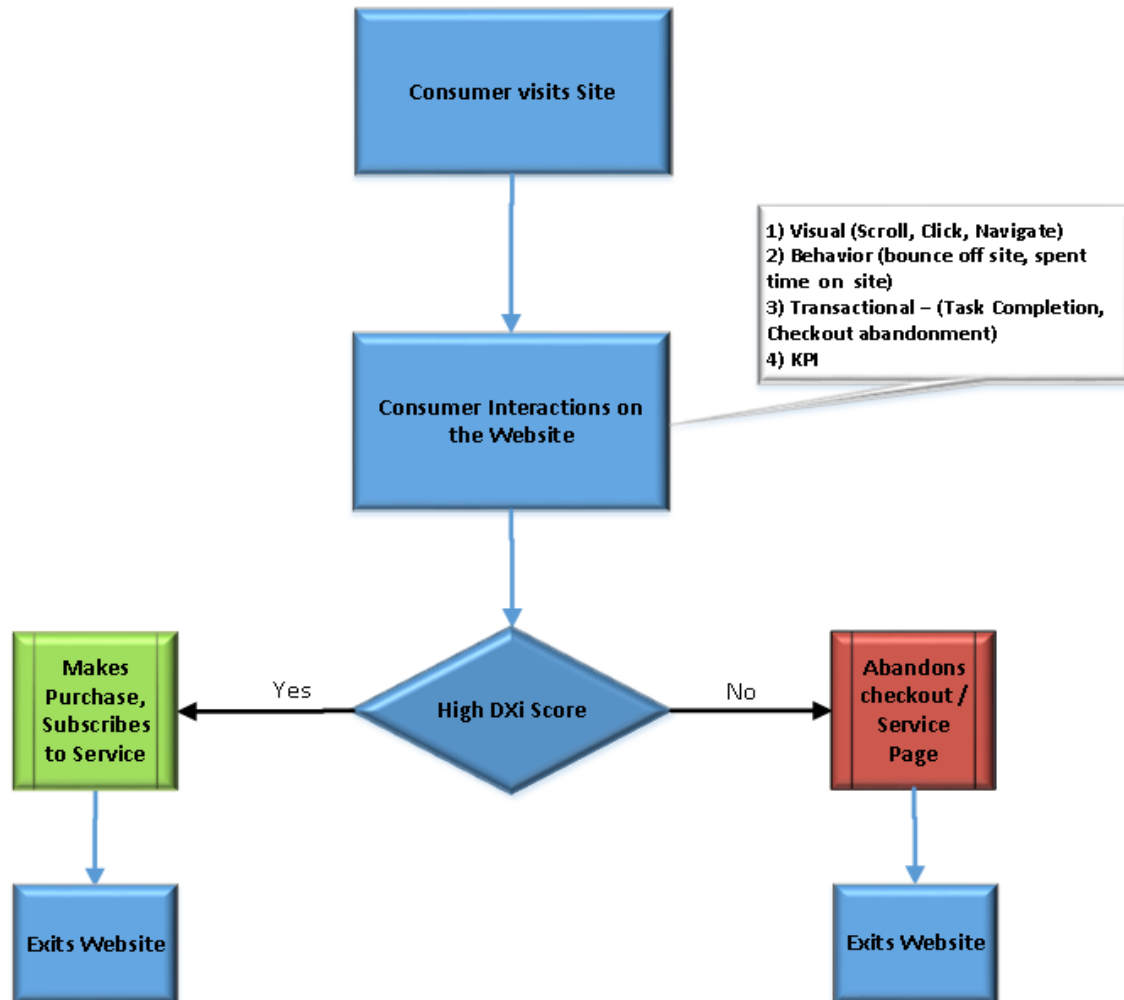 Consumer visits Site
1) Visual (Scroll, Click, Navigate)
2) Behavior (bounce off site, spent
time on site)
3) Transactional – (Task Completion,
Checkout abandonment)
4) KPI
Consumer Interactions on
the Website
Makes
Purchase,
Subscribes
to Service
Yes
High DXi Score
No
Abandons
checkout /
Service
Page
Exits Website
Exits Website